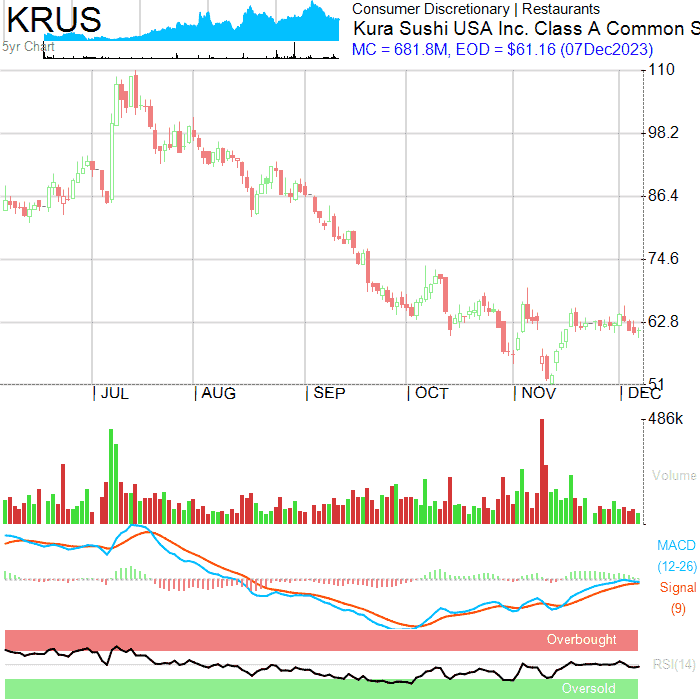 KRUS
5yr Chart
Consumer Discretionary | Restaurants
Kura Sushi USA Inc. Class A Common S
MC = 681.8M, EOD = $61.16 (07Dec2023)
110
98.2
86.4
74.6
62.8
51
JUL AUG SEP OCT NOV DEC
486k
Volume
MACD
(12-26)
Signal
(9)
Overbought
RSI(14)
Oversold